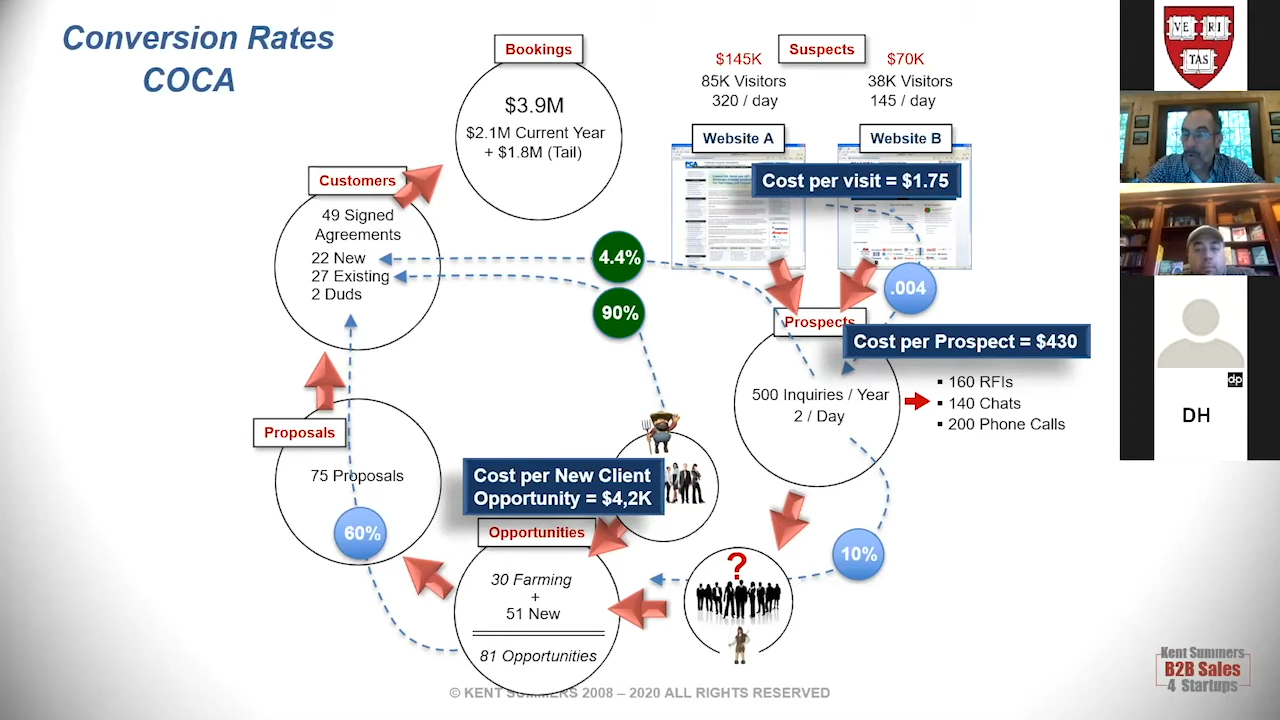 Conversion Rates
COCA
Bookings
$3.9M
$2.1M Current Year
+ $1.8M (Tail)
$145K
85K Visitors
320 / day
Suspects
$70K
38K Visitors
145 / day
Website A
Website B
Cost per visit = $1.75
Customers
49 Signed
Agreements
22 New
27 Existing
2 Duds
4.4%
90%
.004
Prospects
Cost per Prospect = $430
500 Inquiries / Year
2 / Day
▪ 160 RFIs
▪ 140 Chats
▪ 200 Phone Calls
Proposals
75 Proposals
60%
Cost per New Client
Opportunity = $4,2K
Opportunities
30 Farming
+
51 New
81 Opportunities
?
10%
© KENT SUMMERS 2008 – 2020 ALL RIGHTS RESERVED
VE RI
TAS
dp
DH
Kent Summers
B2B Sales
4 Startups